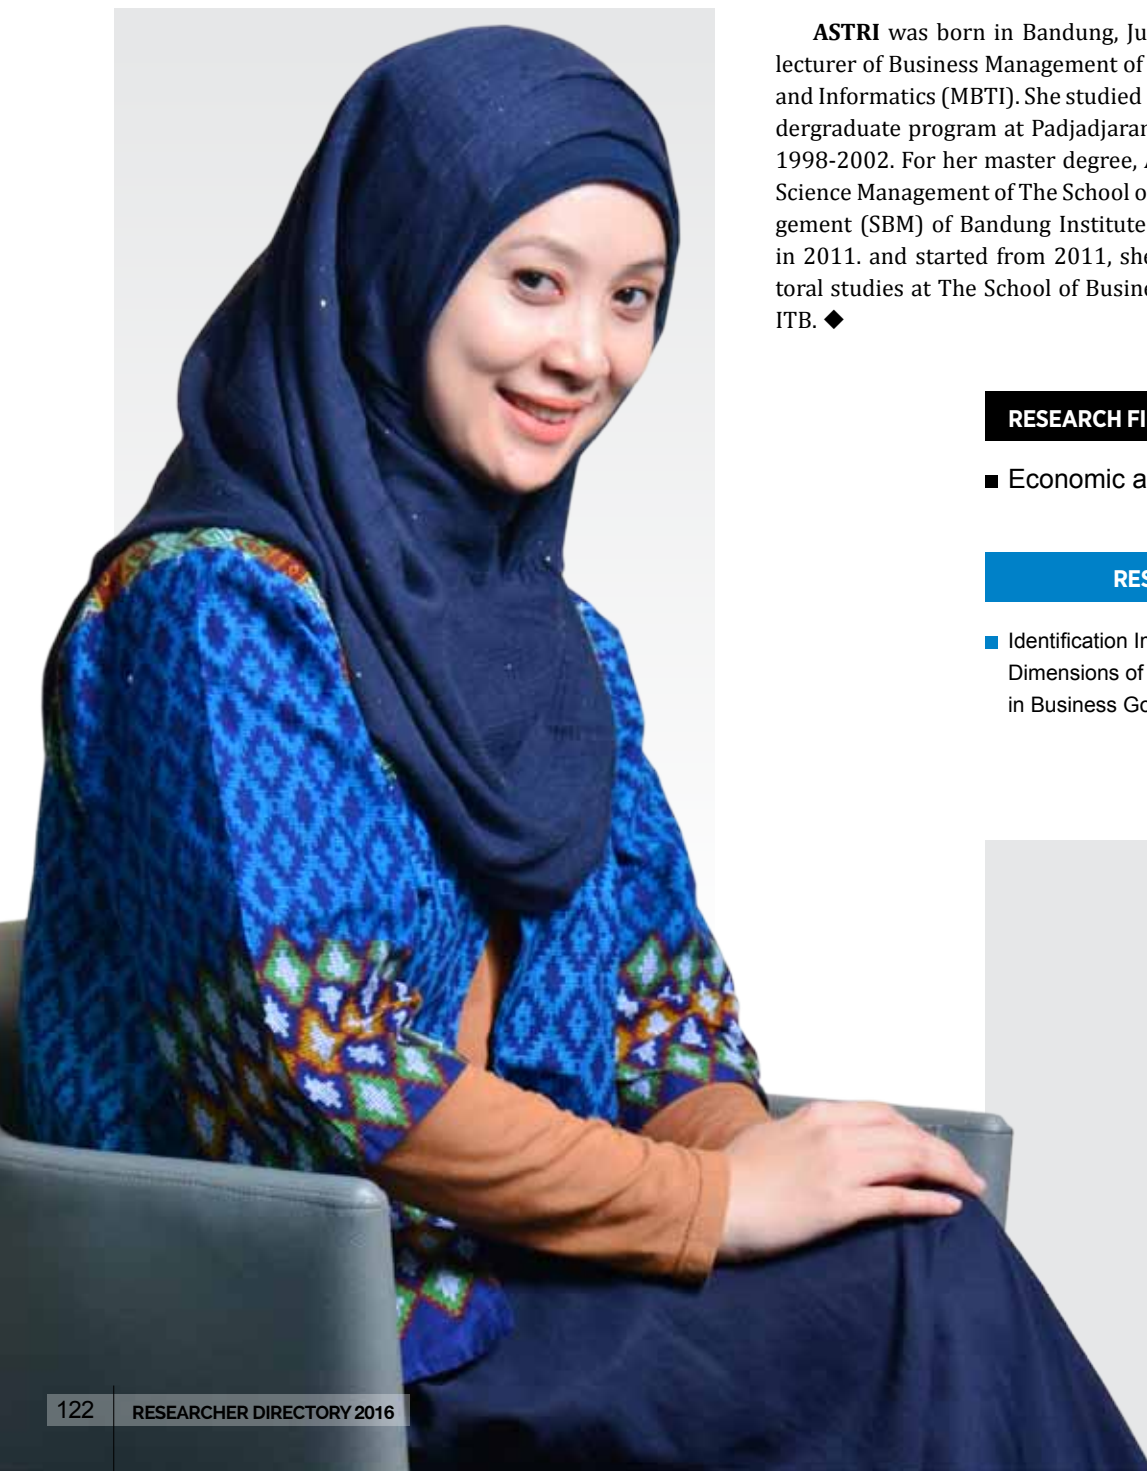 ASTRI was born in Bandung, Ju
lecturer of Business Management of
and Informatics (MBTI). She studied
dergraduate program at Padjadjaran
1998-2002. For her master degree, A
Science Management of The School o
gement (SBM) of Bandung Institute
in 2011. and started from 2011, she
toral studies at The School of Busine
ITB. ◆
RESEARCH FI
■ Economic a
RES
■ Identification In
Dimensions of
in Business Go
122 RESEARCHER DIRECTORY 2016